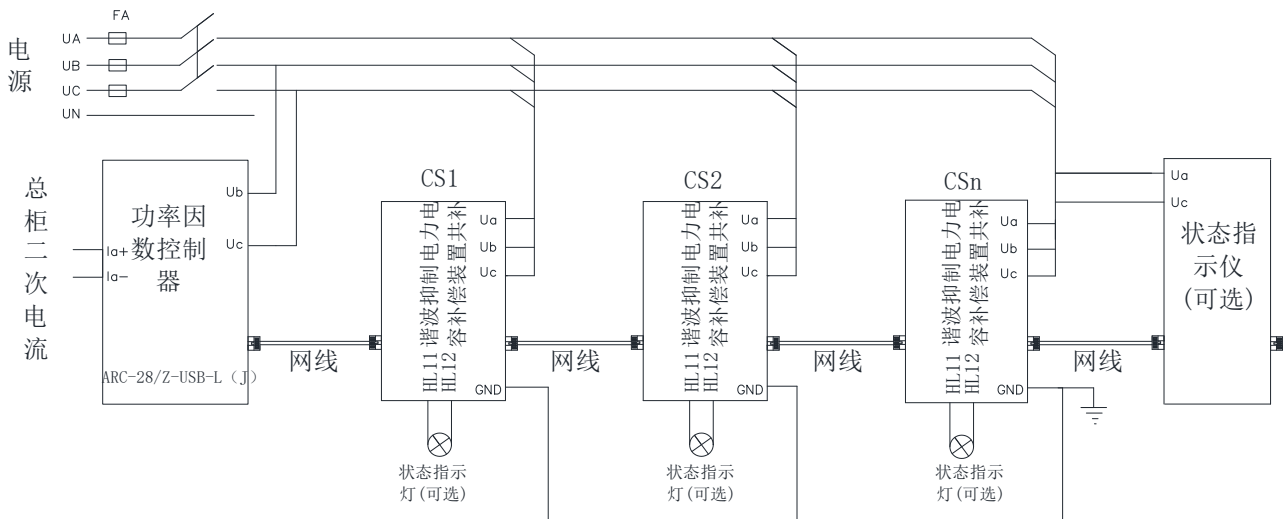 FA
电源
UA
UB
UC
UN
总柜二次电流
功率因
数控制
器
Ub
Uc
Ia+
Ia-
ARC-28/Z-USB-L（J）
网线
CS1
谐波抑制电力电
容补偿装置共补
Ua
Ub
Uc
HL11
HL12
GND
状态指示
灯(可选)
网线
CS2
谐波抑制电力电
容补偿装置共补
Ua
Ub
Uc
HL11
HL12
GND
状态指示
灯(可选)
网线
CSn
谐波抑制电力电
容补偿装置共补
Ua
Ub
Uc
HL11
HL12
GND
状态指示
灯(可选)
网线
Ua
Uc
状态指
示仪
(可选)